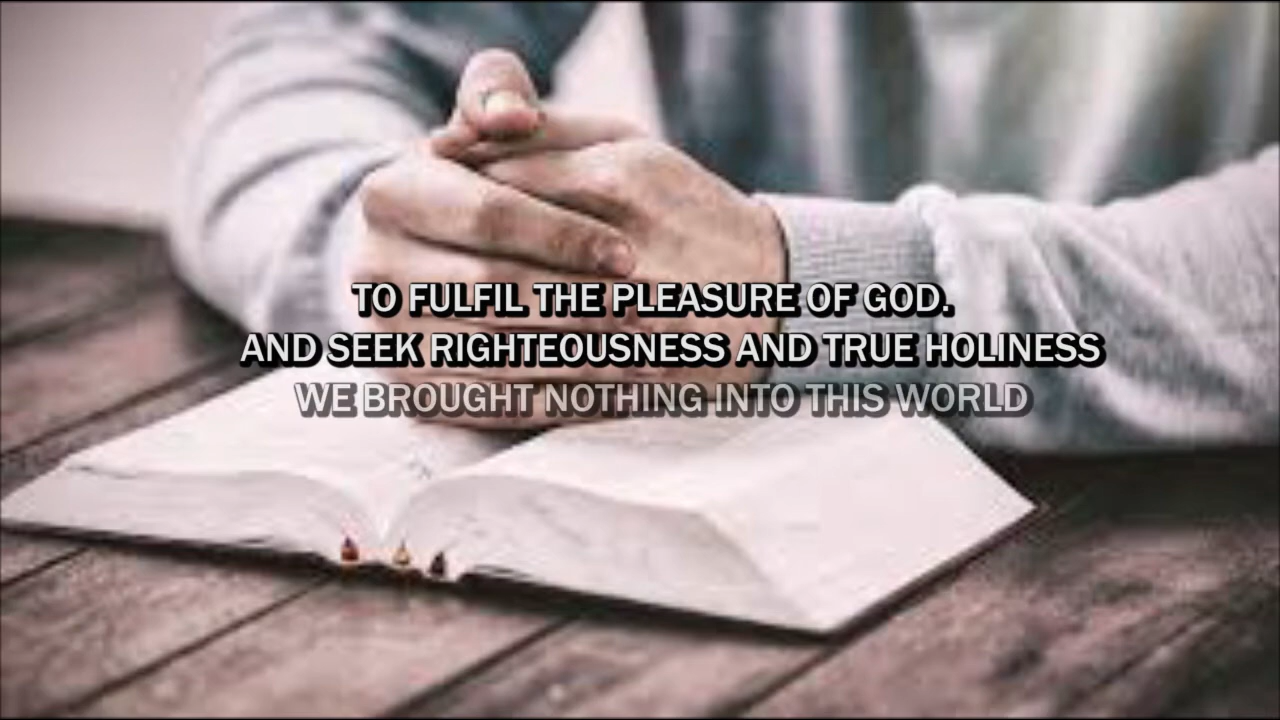 TO FULFIL THE PLEASURE OF GOD.
AND SEEK RIGHTEOUSNESS AND TRUE HOLINESS
WE BROUGHT NOTHING INTO THIS WORLD